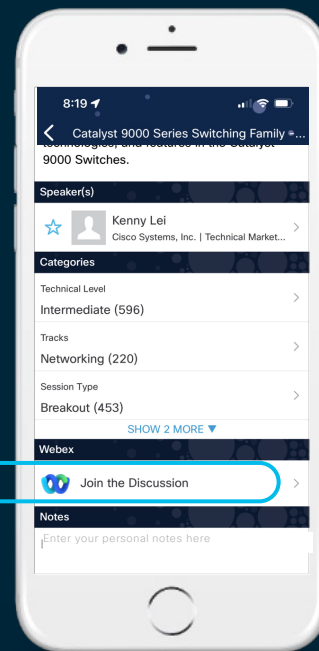 8:19
Catalyst 9000 Series Switching Family
technologies, and features in the Catalyst
9000 Switches.
Speaker(s)
Kenny Lei
Cisco Systems, Inc. | Technical Market...
Categories
Technical Level
Intermediate (596)
Tracks
Networking (220)
Session Type
Breakout (453)
SHOW 2 MORE ▼
Webex
Join the Discussion
Notes
Enter your personal notes here